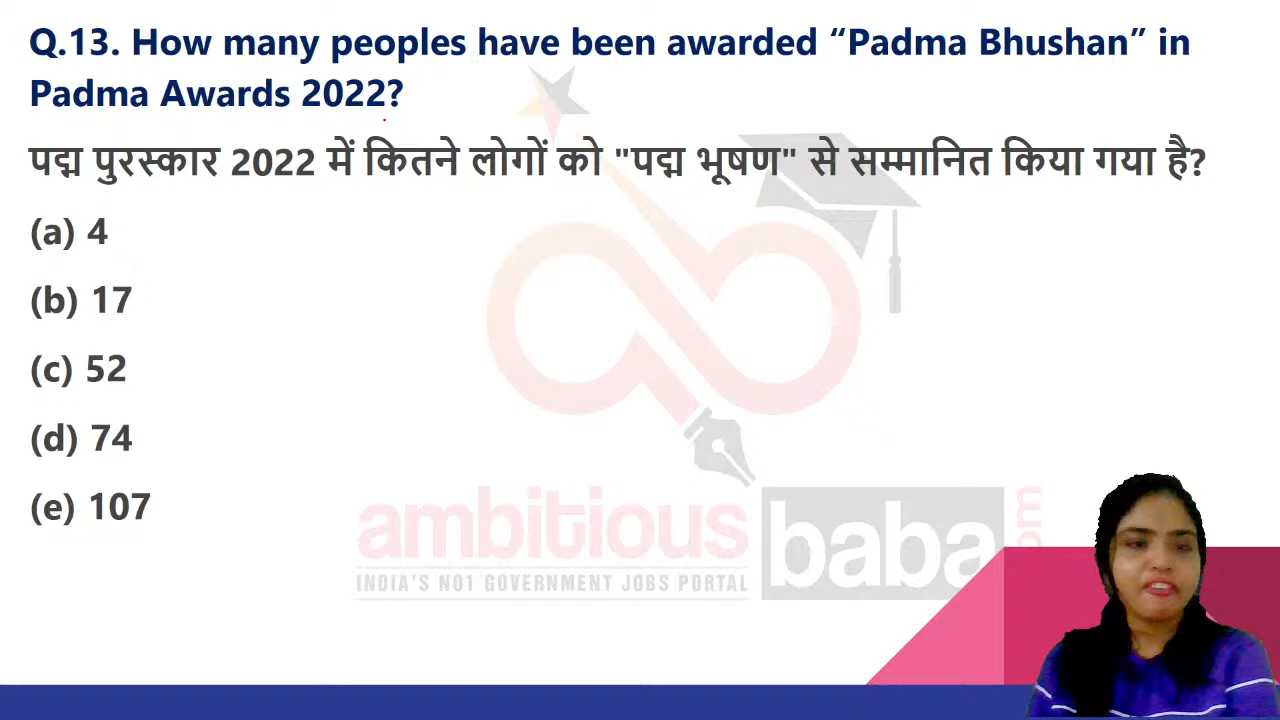 Q.13. How many peoples have been awarded “Padma Bhushan” in
Padma Awards 2022?
पद्म पुरस्कार 2022 में कितने लोगों को "पद्म भूषण" से सम्मानित किया गया है?
(a) 4
(b) 17
(c) 52
(d) 74
(e) 107
ambitious baba
INDIA'S NO1 GOVERNMENT JOBS PORTAL